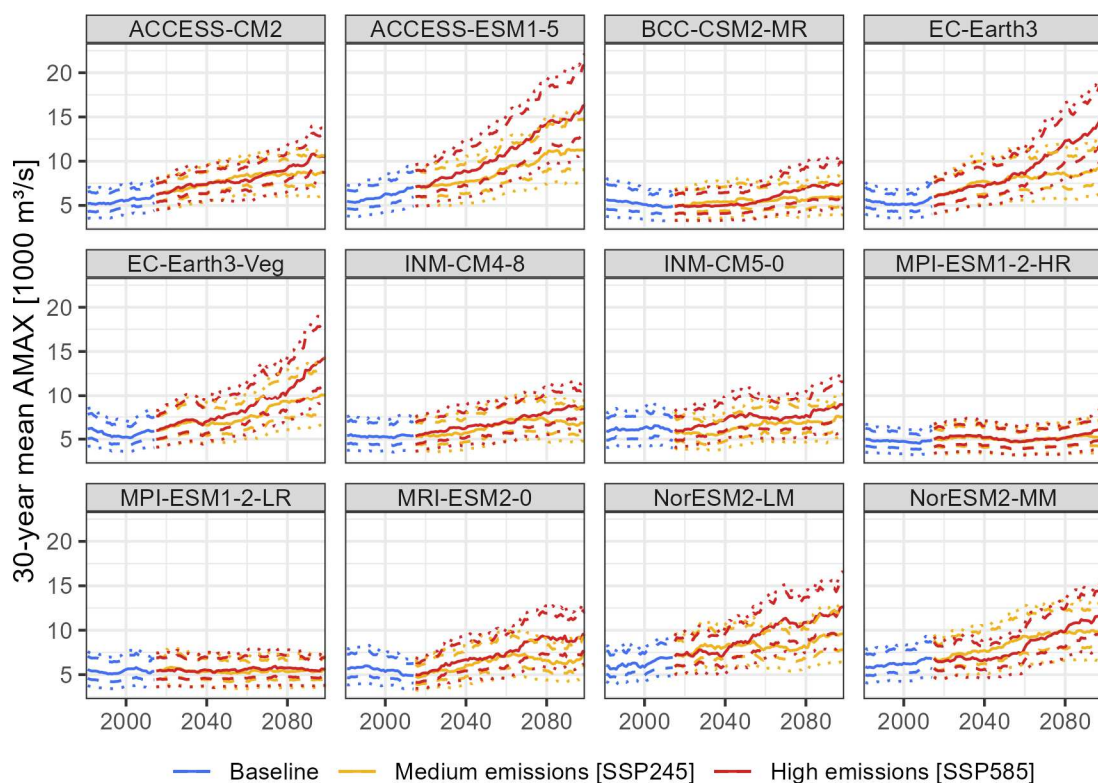 ACCESS-CM2 ACCESS-ESM1-5 BCC-CSM2-MR EC-Earth3
20
15
10
5
30-year mean AMAX [1000 m³/s]
EC-Earth3-Veg INM-CM4-8 INM-CM5-0 MPI-ESM1-2-HR
20
15
10
5
MPI-ESM1-2-LR MRI-ESM2-0 NorESM2-LM NorESM2-MM
20
15
10
5
2000 2040 2080 2000 2040 2080 2000 2040 2080 2000 2040 2080
Baseline Medium emissions [SSP245] High emissions [SSP585]